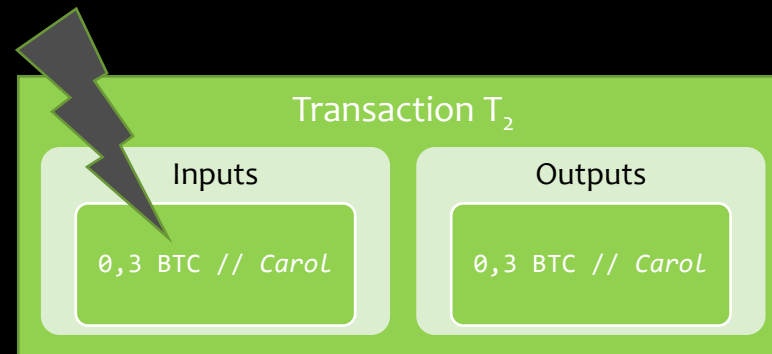 Transaction T₂
Inputs
Outputs
0,3 BTC // Carol
0,3 BTC // Carol